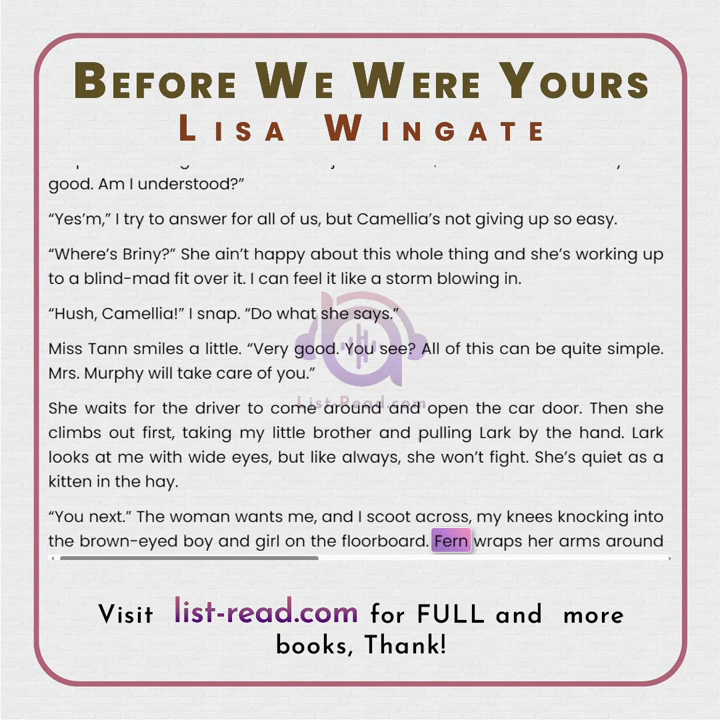 Before We Were Yours
Lisa Wingate
good. Am I understood?”
“Yes’m,” I try to answer for all of us, but Camellia’s not giving up so easy.
“Where’s Briny?” She ain’t happy about this whole thing and she’s working up
to a blind-mad fit over it. I can feel it like a storm blowing in.
“Hush, Camellia!” I snap. “Do what she says.”
Miss Tann smiles a little. “Very good. You see? All of this can be quite simple.
Mrs. Murphy will take care of you.”
List-Read.com
She waits for the driver to come around and open the car door. Then she
climbs out first, taking my little brother and pulling Lark by the hand. Lark
looks at me with wide eyes, but like always, she won’t fight. She’s quiet as a
kitten in the hay.
“You next.” The woman wants me, and I scoot across, my knees knocking into
the brown-eyed boy and girl on the floorboard. Fern wraps her arms around
Visit list-read.com for FULL and more
books, Thank!